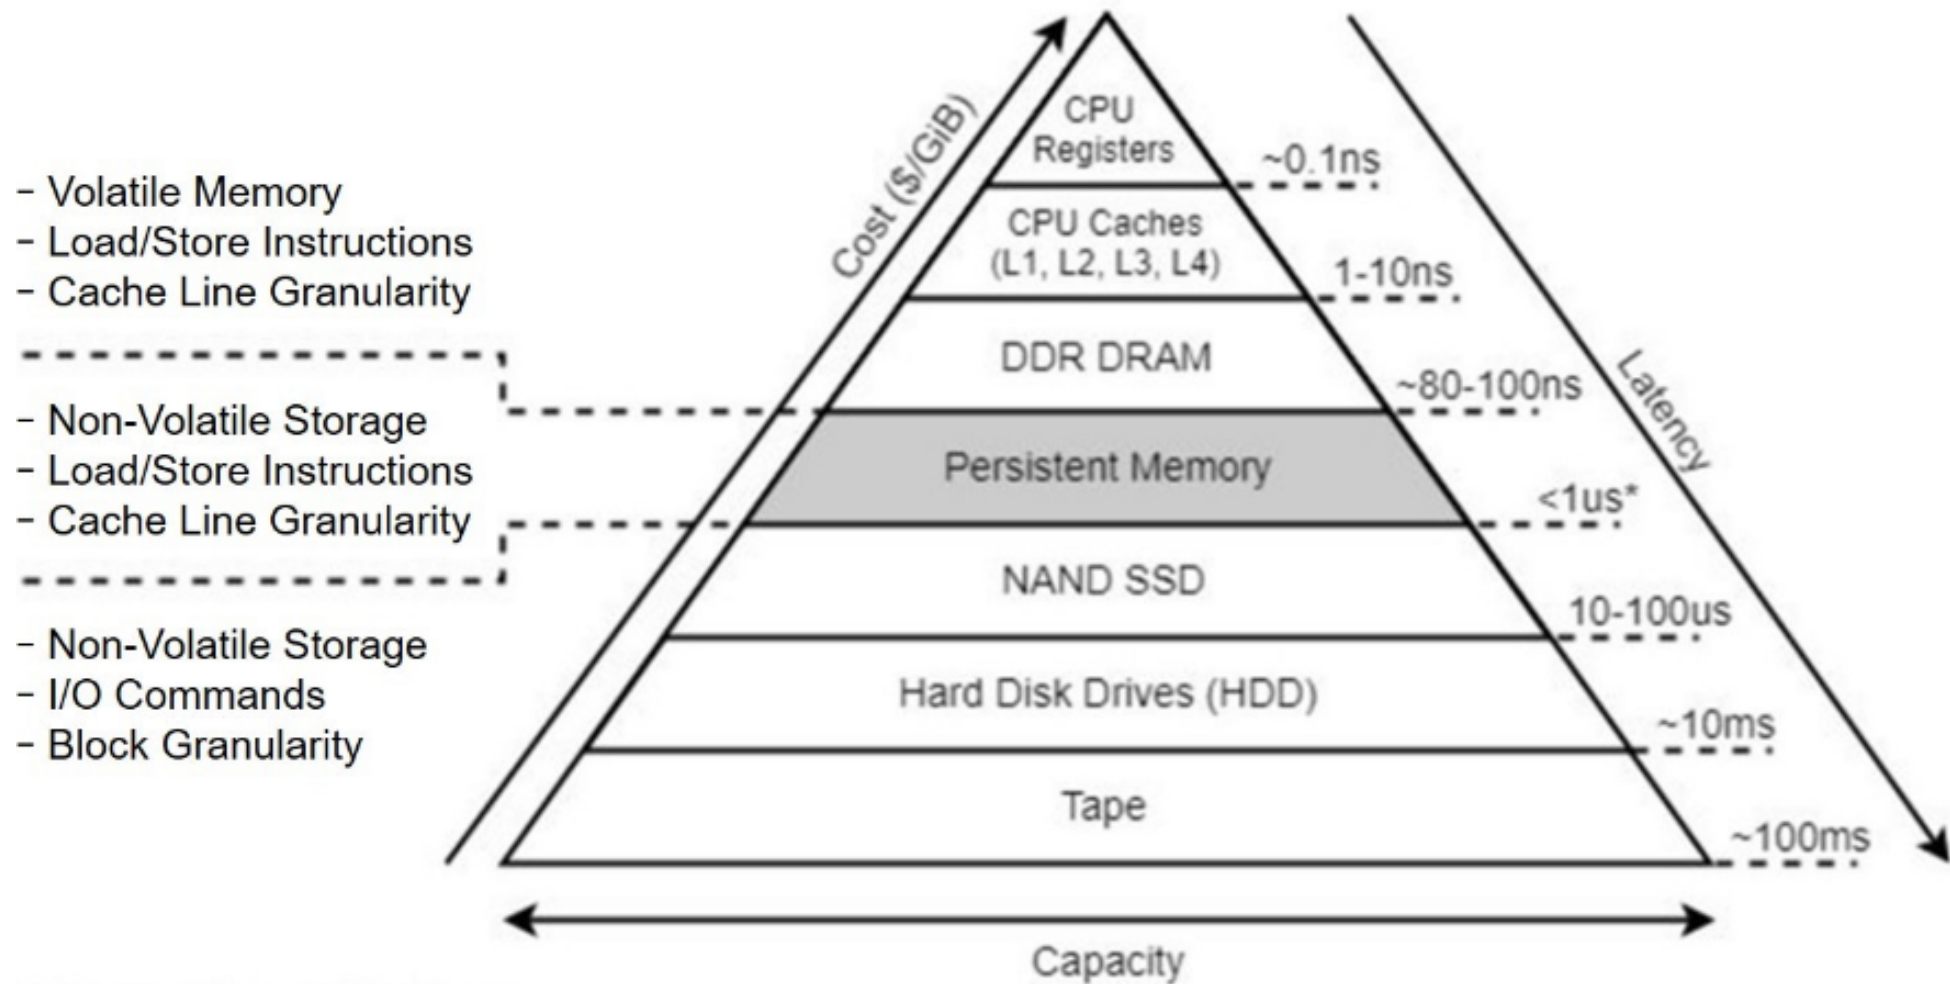 Cost ($/GiB)
CPU
Registers
~0.1ns
- Volatile Memory
- Load/Store Instructions
- Cache Line Granularity
CPU Caches
(L1, L2, L3, L4)
1-10ns
DDR DRAM
~80-100ns
Latency
- Non-Volatile Storage
- Load/Store Instructions
- Cache Line Granularity
Persistent Memory
<1us*
NAND SSD
10-100us
- Non-Volatile Storage
- I/O Commands
- Block Granularity
Hard Disk Drives (HDD)
~10ms
Tape
~100ms
Capacity